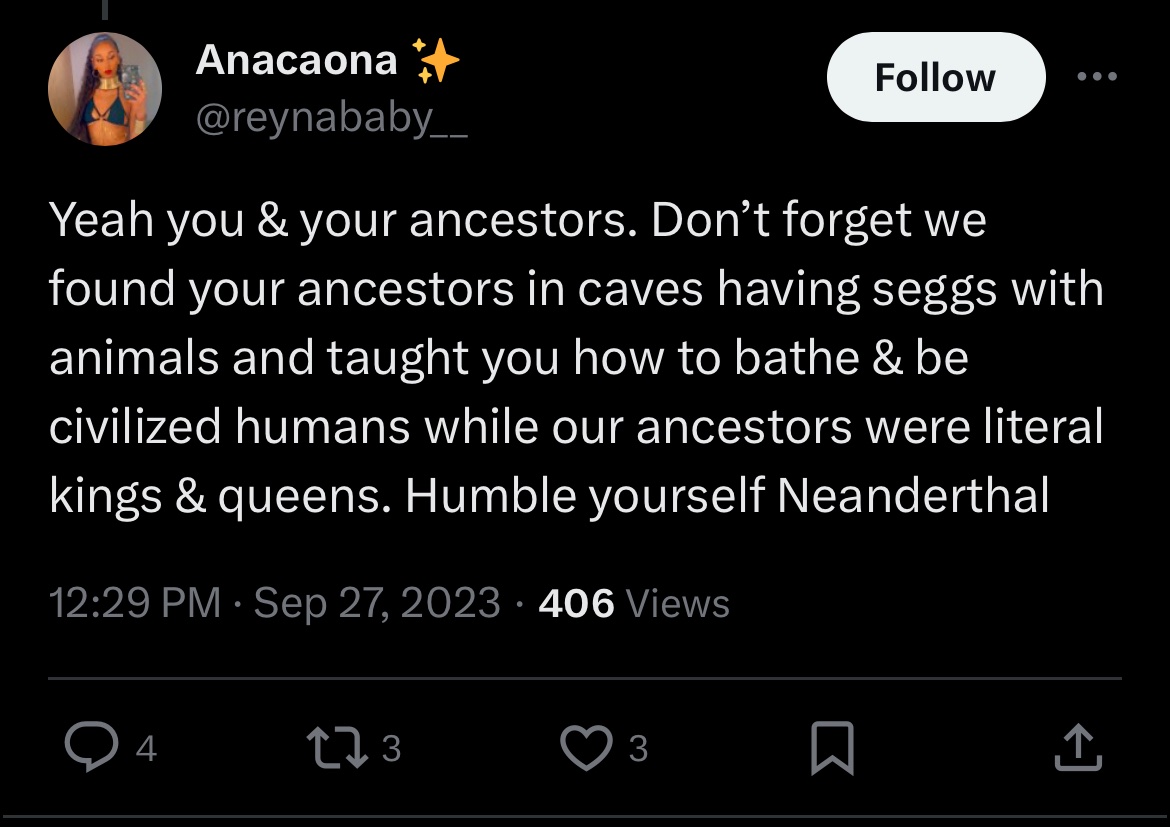 Anacaona ✨
@reynababy__
Follow
Yeah you & your ancestors. Don’t forget we
found your ancestors in caves having seggs with
animals and taught you how to bathe & be
civilized humans while our ancestors were literal
kings & queens. Humble yourself Neanderthal
12:29 PM · Sep 27, 2023 · 406 Views
4 3 3